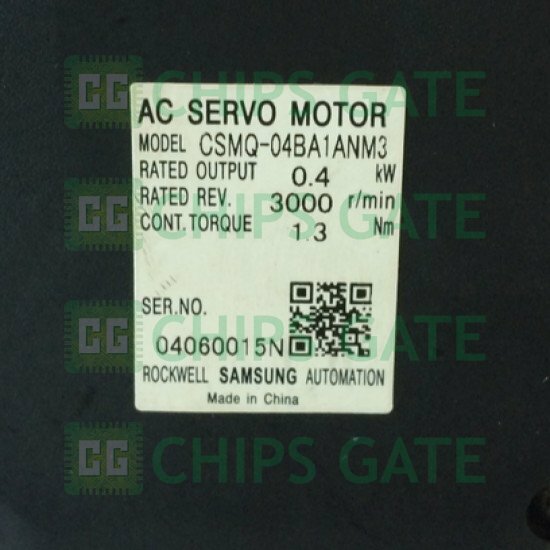 CG CHIPS GATE
AC SERVO MOTOR
MODEL CSMQ-04BA1ANM3
RATED OUTPUT 0.4 kW
RATED REV. 3000 r/min
CONT.TORQUE 1.3 Nm
CG CHIPS GATE
SER.NO.
04060015N
CG CHIPS GATE
ROCKWELL SAMSUNG AUTOMATION
Made in China
CG CHIPS GATE